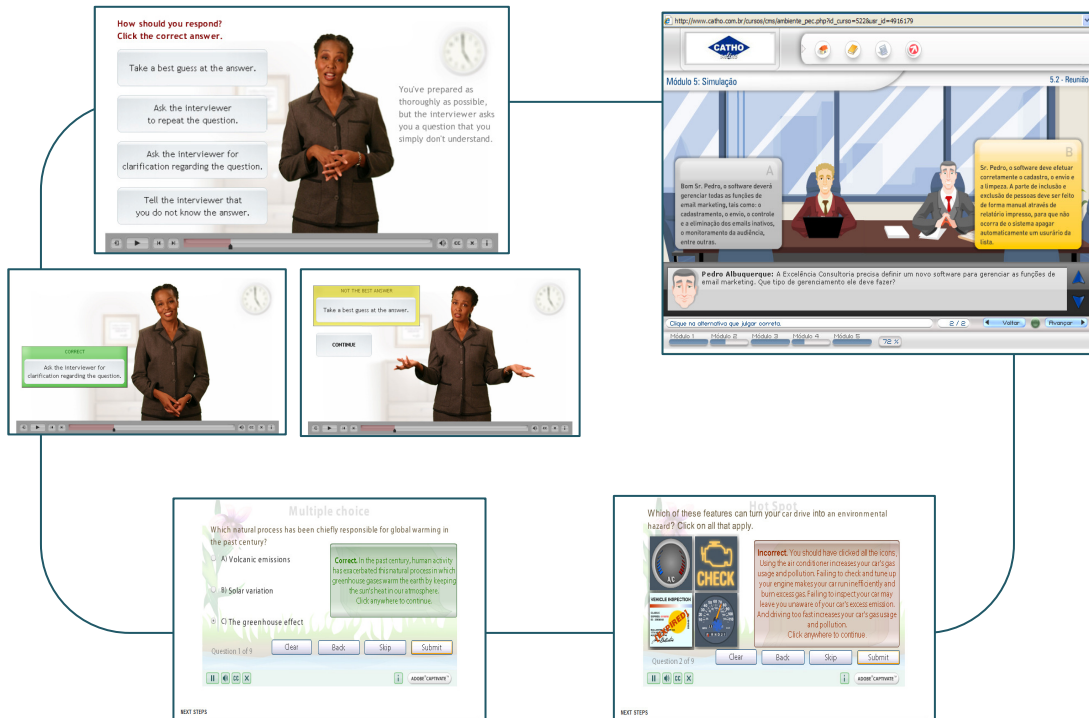 How should you respond?
Click the correct answer.
Take a best guess at the answer.
Ask the interviewer
to repeat the question.
Ask the interviewer for
clarification regarding the question.
Tell the interviewer that
you do not know the answer.
You've prepared as
thoroughly as possible,
but the interviewer asks
you a question that you
simply don't understand.
CC
http://www.catho.com.br/cursos/cms/ambiente_pec.php?id_curso=522&usr_id=4916179
CATHO
online
Módulo 5: Simulação
5.2 - Reunião
A
Bom Sr. Pedro, o software deverá
gerenciar todas as funções de
email marketing, tais como: o
cadastramento, o envio, o controle
e a eliminação dos emails inativos,
o monitoramento da audiência,
entre outras.
B
Sr. Pedro, o software deve efetuar
corretamente o cadastro, o envio e
a limpeza. A parte de inclusão e
exclusão de pessoas deve ser feito
de forma manual através de
relatório impresso, para que não
ocorra de o sistema apagar
automaticamente um usurário da
lista.
Pedro Albuquerque: A Excelência Consultoria precisa definir um novo software para gerenciar as funções de
email marketing. Que tipo de gerenciamento ele deve fazer?
Clique na alternativa que julgar correta.
2 / 2
Voltar
Avançar
Módulo 1
Módulo 2
Módulo 3
Módulo 4
Módulo 5
72 %
CORRECT
Ask the interviewer for
clarification regarding the question.
CC
NOT THE BEST ANSWER
Take a best guess at the answer.
CONTINUE
CC
Multiple choice
Which natural process has been chiefly responsible for global warming in
the past century?
A) Volcanic emissions
B) Solar variation
C) The greenhouse effect
Correct. In the past century, human activity
has exacerbated this natural process in which
greenhouse gases warm the earth by keeping
the sun's heat in our atmosphere.
Click anywhere to continue.
Question 1 of 9
Clear
Back
Skip
Submit
CC
X
i
ADOBE CAPTIVATE™
NEXT STEPS
Hot Spot
Which of these features can turn your car drive into an environmental
hazard? Click on all that apply.
A/C
CHECK
VEHICLE INSPECTION
EXPIRED!
Incorrect. You should have clicked all the icons.
Using the air conditioner increases your car's gas
usage and pollution. Failing to check and tune up
your engine makes your car run inefficiently and
burn excess gas. Failing to inspect your car may
leave you unaware of your car's excess emission.
And driving too fast increases your car's gas usage
and pollution.
Click anywhere to continue
Question 2 of 9
Clear
Back
Skip
Submit
CC
X
i
ADOBE CAPTIVATE™
NEXT STEPS